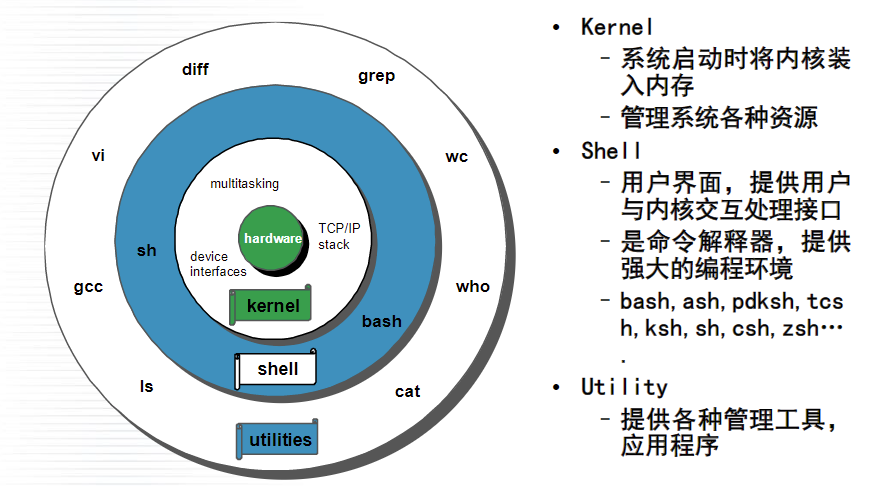 diff
grep
vi
wc
multitasking
TCP/IP
stack
hardware
sh
device
interfaces
gcc
who
kernel
bash
shell
ls
cat
utilities
• Kernel
– 系统启动时将内核装
入内存
– 管理系统各种资源
• Shell
– 用户界面，提供用户
与内核交互处理接口
– 是命令解释器，提供
强大的编程环境
– bash,ash,pdksh,tcs
h,ksh,sh,csh,zsh…
.
• Utility
– 提供各种管理工具，
应用程序